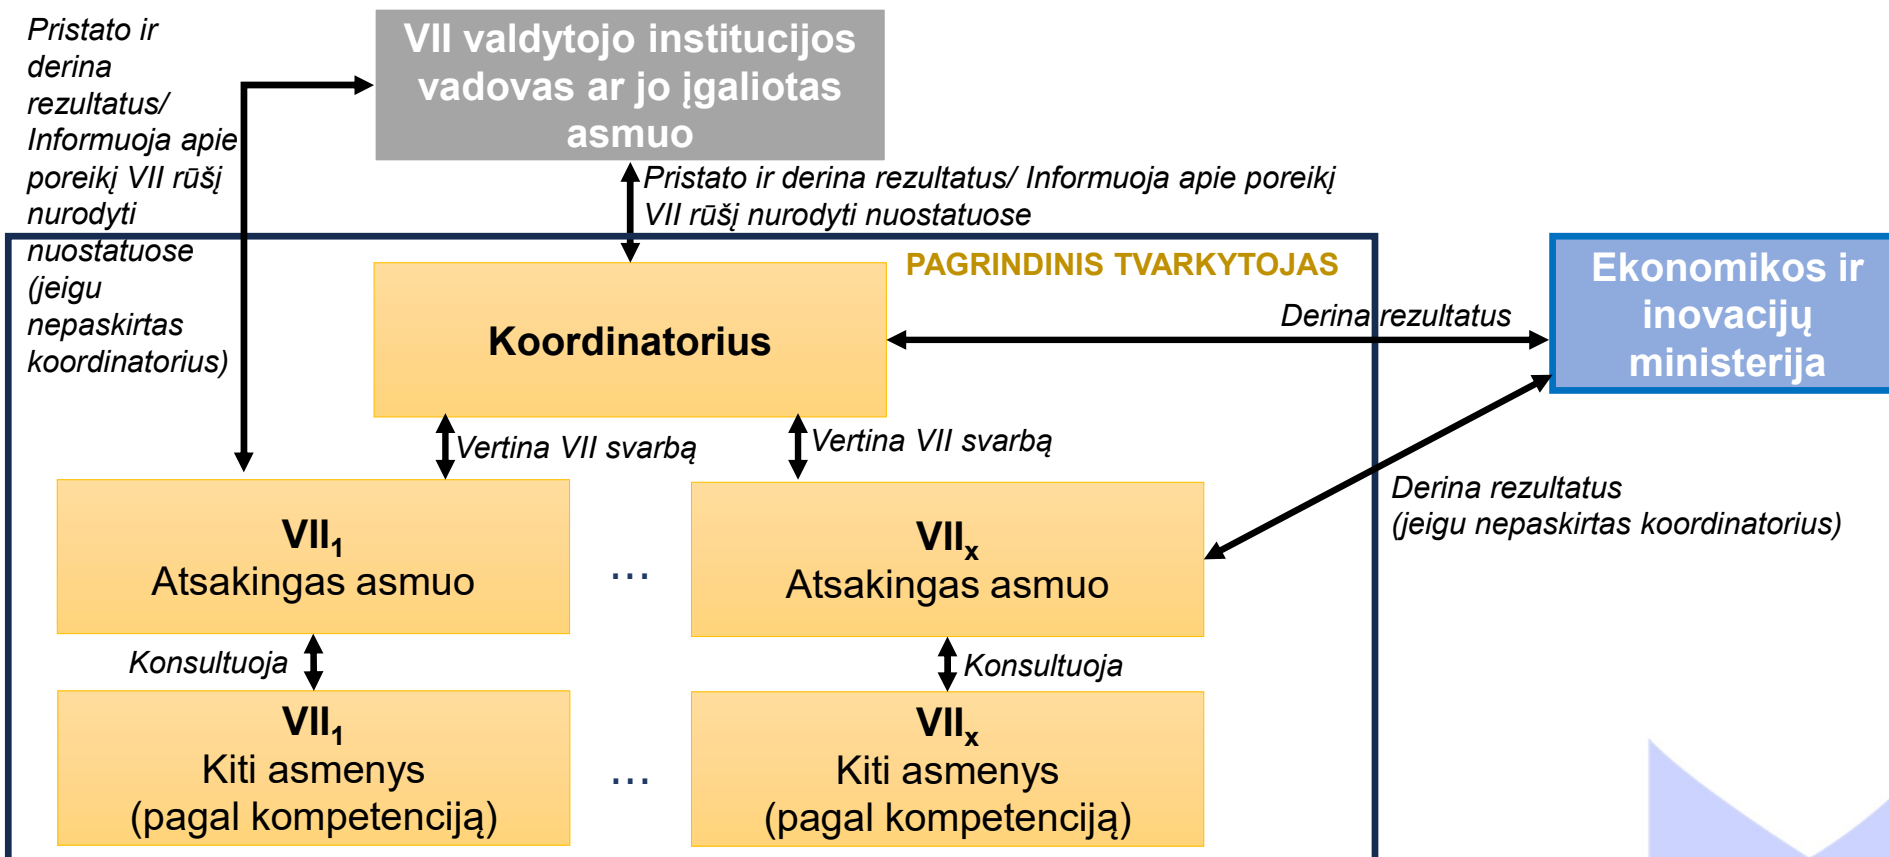 Pristato ir
derina
rezultatus/
Informuoja apie
poreikį VII rūšį
nurodyti
nuostatuose
(jeigu
nepaskirtas
koordinatorius)
VII valdytojo institucijos
vadovas ar jo įgaliotas
asmuo
Pristato ir derina rezultatus/ Informuoja apie poreikį
VII rūšį nurodyti nuostatuose
PAGRINDINIS TVARKYTOJAS
Koordinatorius
Derina rezultatus
Ekonomikos ir
inovacijų
ministerija
Vertina VII svarbą
Vertina VII svarbą
Derina rezultatus
(jeigu nepaskirtas koordinatorius)
VII₁
Atsakingas asmuo
...
VIIₓ
Atsakingas asmuo
Konsultuoja
Konsultuoja
VII₁
Kiti asmenys
(pagal kompetenciją)
...
VIIₓ
Kiti asmenys
(pagal kompetenciją)